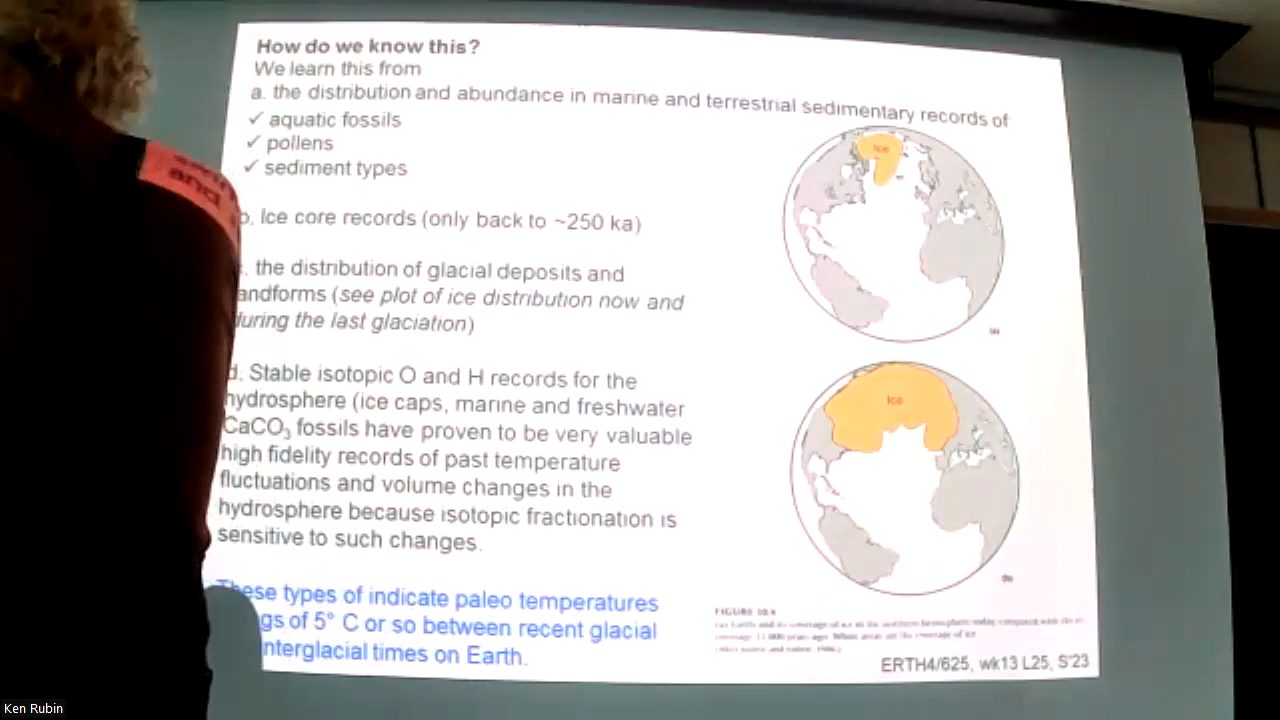 How do we know this?
We learn this from
a. the distribution and abundance in marine and terrestrial sedimentary records of
✓ aquatic fossils
✓ pollens
✓ sediment types
b. Ice core records (only back to ~250 ka)
. the distribution of glacial deposits and
andforms (see plot of ice distribution now and
during the last glaciation)
d. Stable isotopic O and H records for the
hydrosphere (ice caps, marine and freshwater
CaCO₃ fossils have proven to be very valuable
high fidelity records of past temperature
fluctuations and volume changes in the
hydrosphere because isotopic fractionation is
sensitive to such changes.
These types of indicate paleo temperatures
gs of 5° C or so between recent glacial
nterglacial times on Earth.
Ice
Ice
FIGURE
ERTH4/625, wk13 L25, S'23
and
Ken Rubin